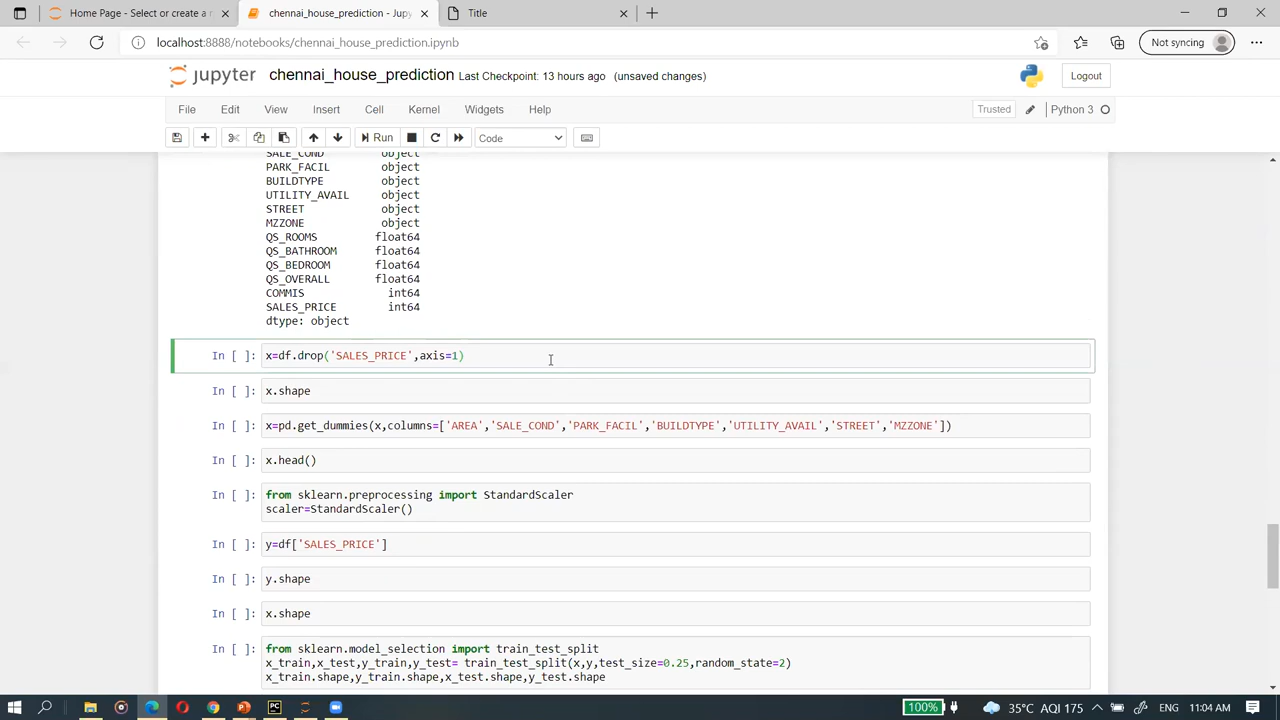 Home Page - Select or create a n
chennai_house_prediction - Jupy
Title
localhost:8888/notebooks/chennai_house_prediction.ipynb
Not syncing
jupyter chennai_house_prediction Last Checkpoint: 13 hours ago (unsaved changes)
Logout
File Edit View Insert Cell Kernel Widgets Help
Trusted Python 3
Run Code
SALE_COND object
PARK_FACIL object
BUILDTYPE object
UTILITY_AVAIL object
STREET object
MZZONE object
QS_ROOMS float64
QS_BATHROOM float64
QS_BEDROOM float64
QS_OVERALL float64
COMMIS int64
SALES_PRICE int64
dtype: object
In [ ]: x=df.drop('SALES_PRICE',axis=1)
In [ ]: x.shape
In [ ]: x=pd.get_dummies(x,columns=['AREA','SALE_COND','PARK_FACIL','BUILDTYPE','UTILITY_AVAIL','STREET','MZZONE'])
In [ ]: x.head()
In [ ]: from sklearn.preprocessing import StandardScaler
scaler=StandardScaler()
In [ ]: y=df['SALES_PRICE']
In [ ]: y.shape
In [ ]: x.shape
In [ ]: from sklearn.model_selection import train_test_split
x_train,x_test,y_train,y_test= train_test_split(x,y,test_size=0.25,random_state=2)
x_train.shape,y_train.shape,x_test.shape,y_test.shape
100% 35°C AQI 175 11:04 AM